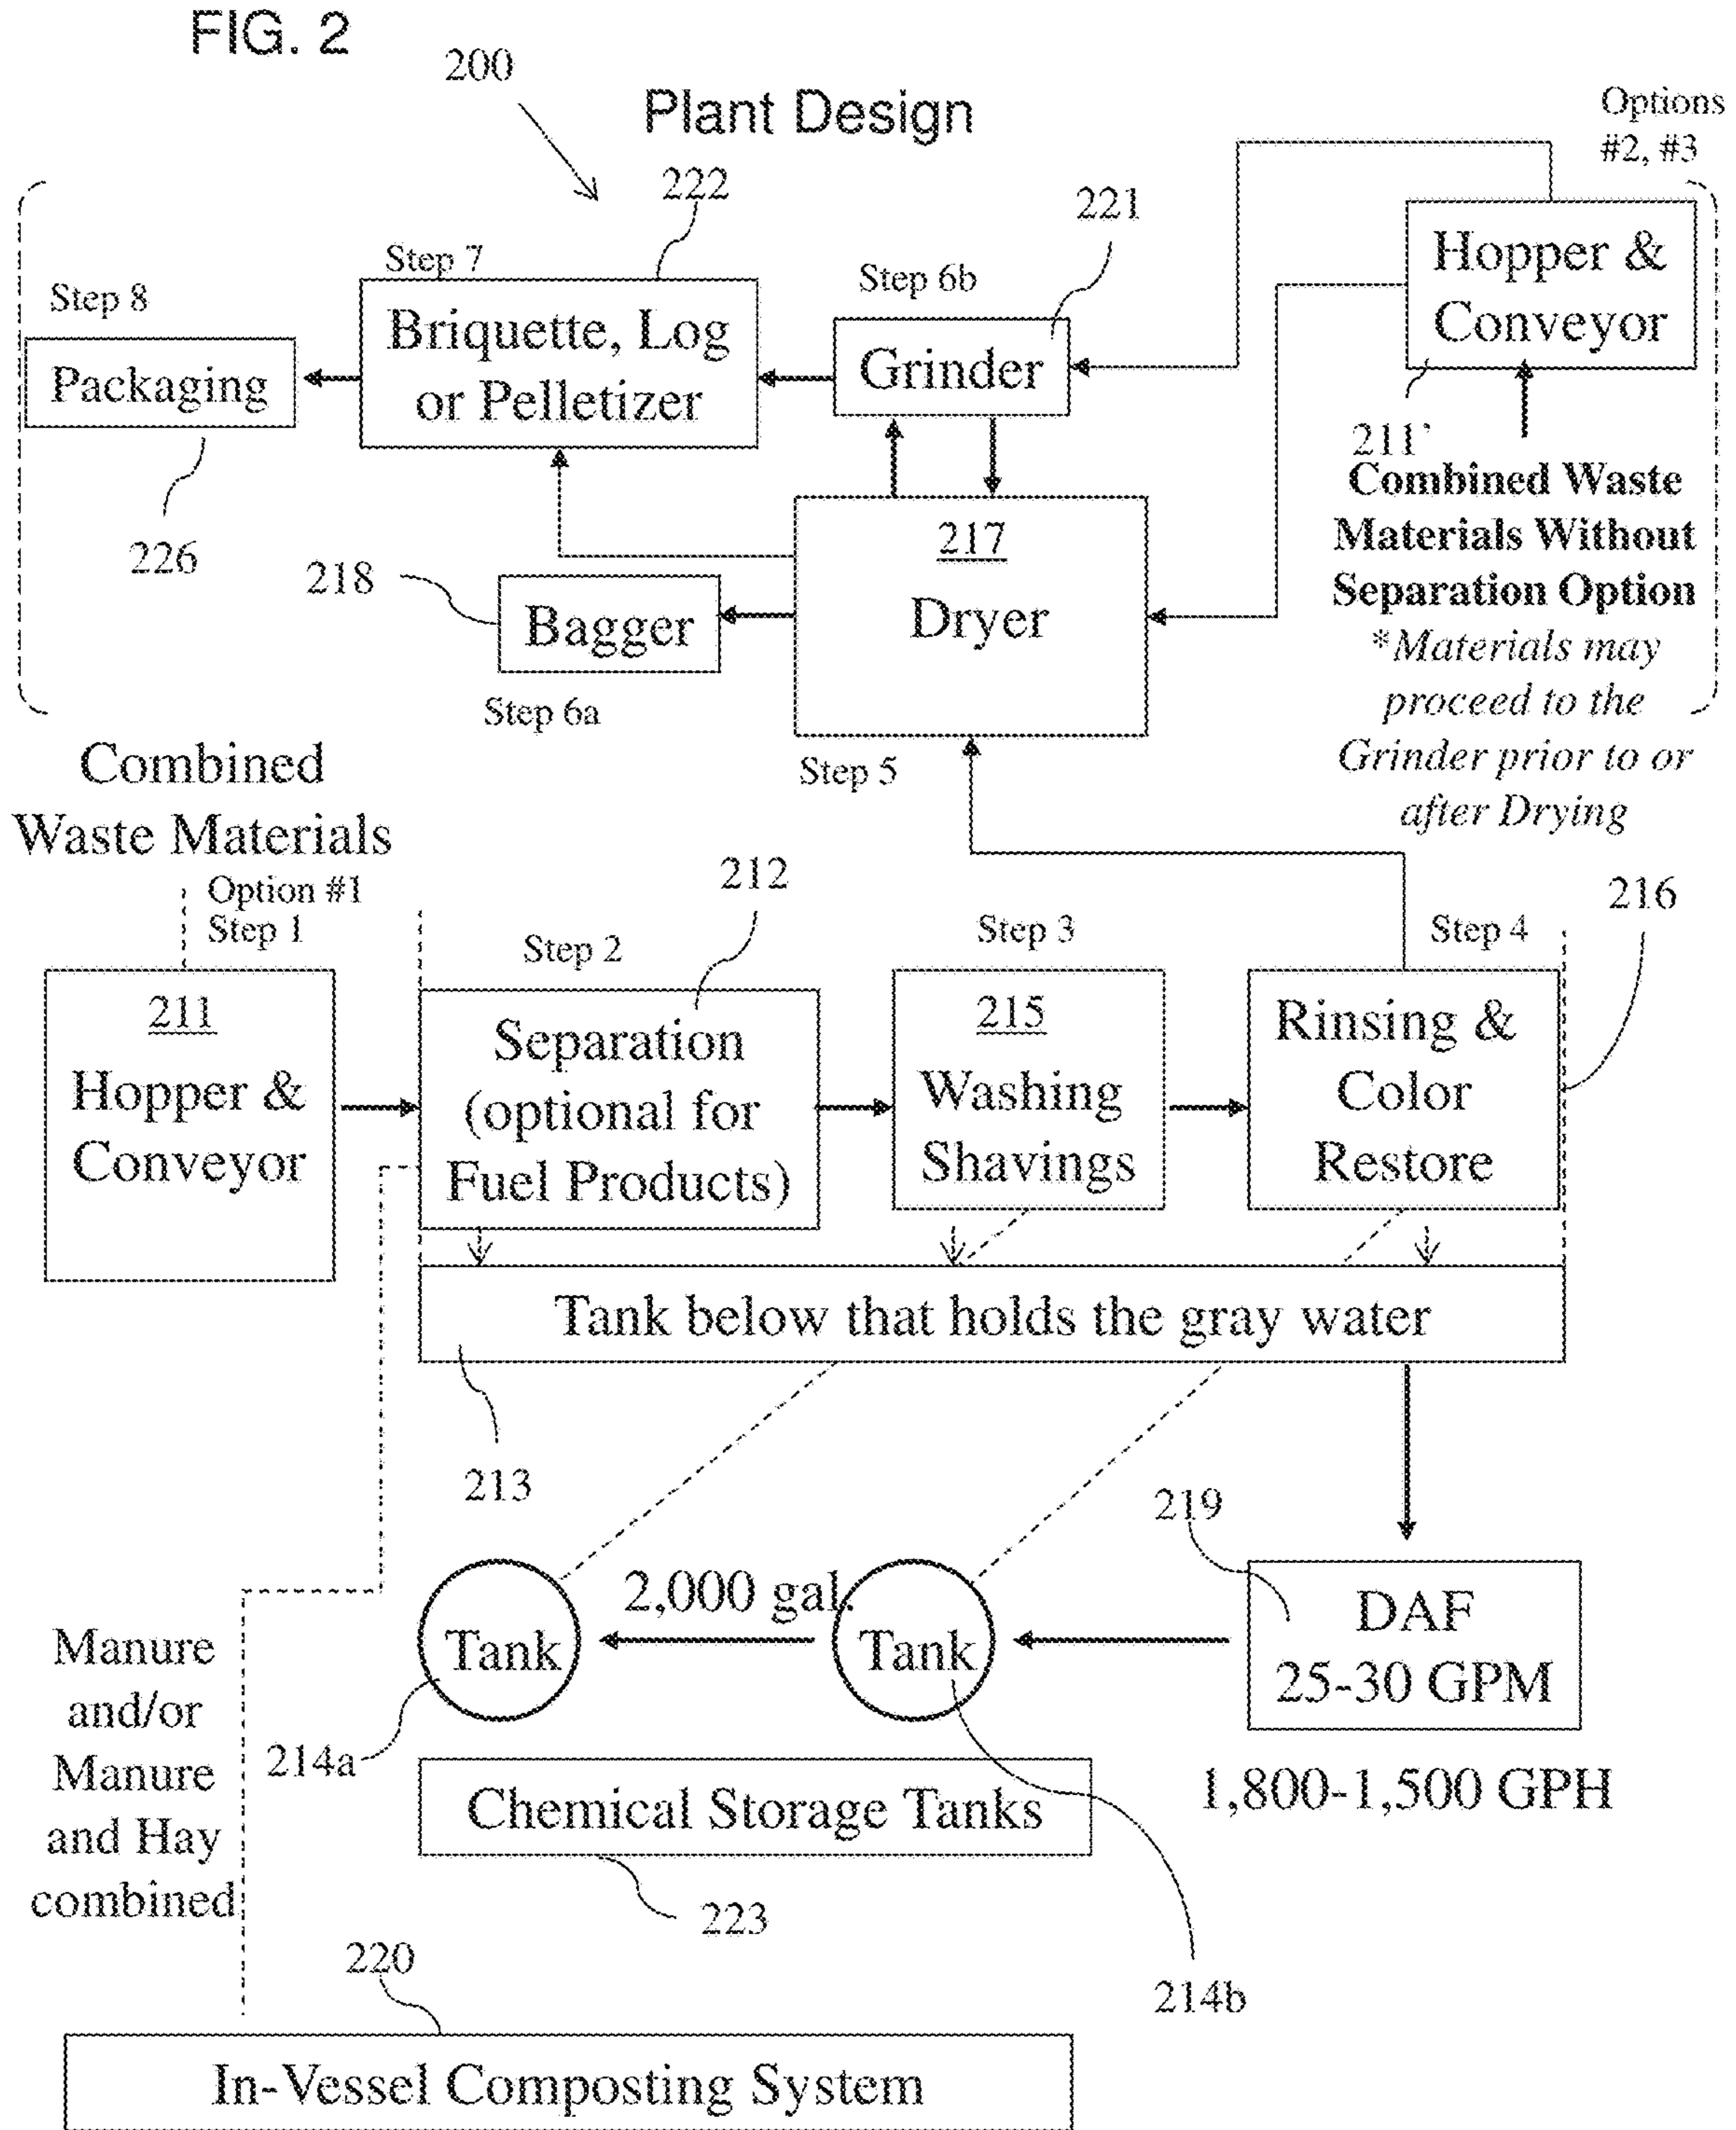 FIG. 2
200
Plant Design
Options
#2, #3
222
221
Step 7
Step 6b
Hopper &
Conveyor
Step 8
Briquette, Log
or Pelletizer
Grinder
Packaging
211'
Combined Waste
Materials Without
Separation Option
*Materials may
proceed to the
Grinder prior to or
after Drying
226
218
217
Dryer
Bagger
Step 6a
Step 5
Combined
Waste Materials
Option #1
Step 1
212
216
Step 2
Step 3
Step 4
211
Hopper &
Conveyor
Separation
(optional for
Fuel Products)
215
Washing
Shavings
Rinsing &
Color
Restore
Tank below that holds the gray water
213
219
2,000 gal.
Tank
Tank
DAF
25-30 GPM
Manure
and/or
Manure
and Hay
combined
214a
1,800-1,500 GPH
Chemical Storage Tanks
223
214b
220
In-Vessel Composting System